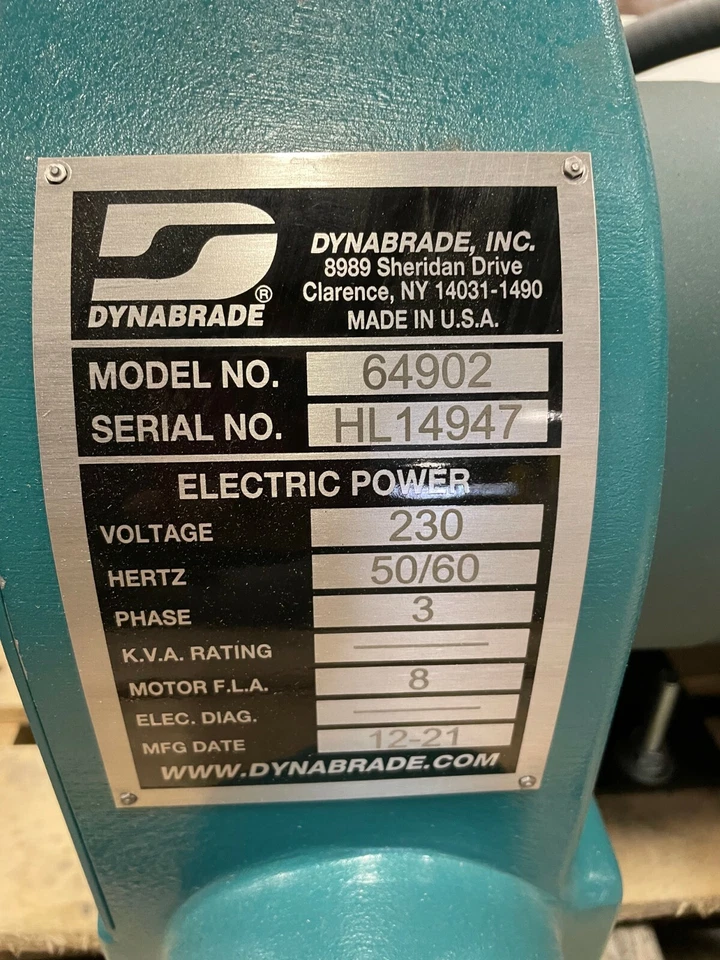 DYNABRADE®
DYNABRADE, INC.
8989 Sheridan Drive
Clarence, NY 14031-1490
MADE IN U.S.A.
MODEL NO. 64902
SERIAL NO. HL14947
ELECTRIC POWER
VOLTAGE 230
HERTZ 50/60
PHASE 3
K.V.A. RATING —
MOTOR F.L.A. 8
ELEC. DIAG. —
MFG DATE 12-21
WWW.DYNABRADE.COM